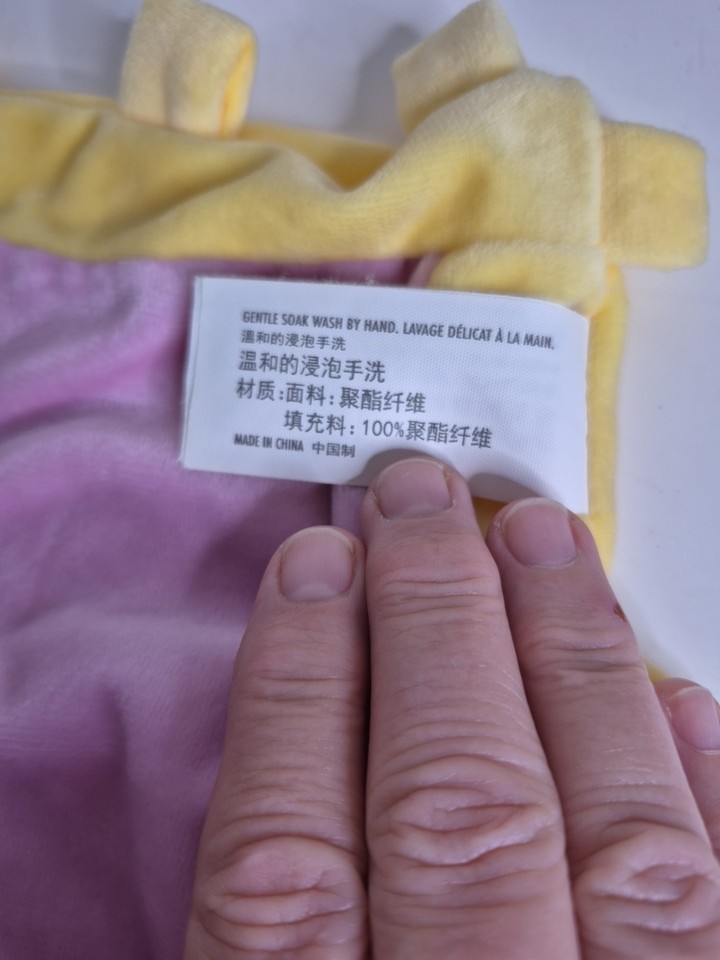 GENTLE SOAK WASH BY HAND. LAVAGE DÉLICAT À LA MAIN.
溫和的浸泡手洗
温和的浸泡手洗
材质:面料:聚酯纤维
填充料:100%聚酯纤维
MADE IN CHINA 中国制